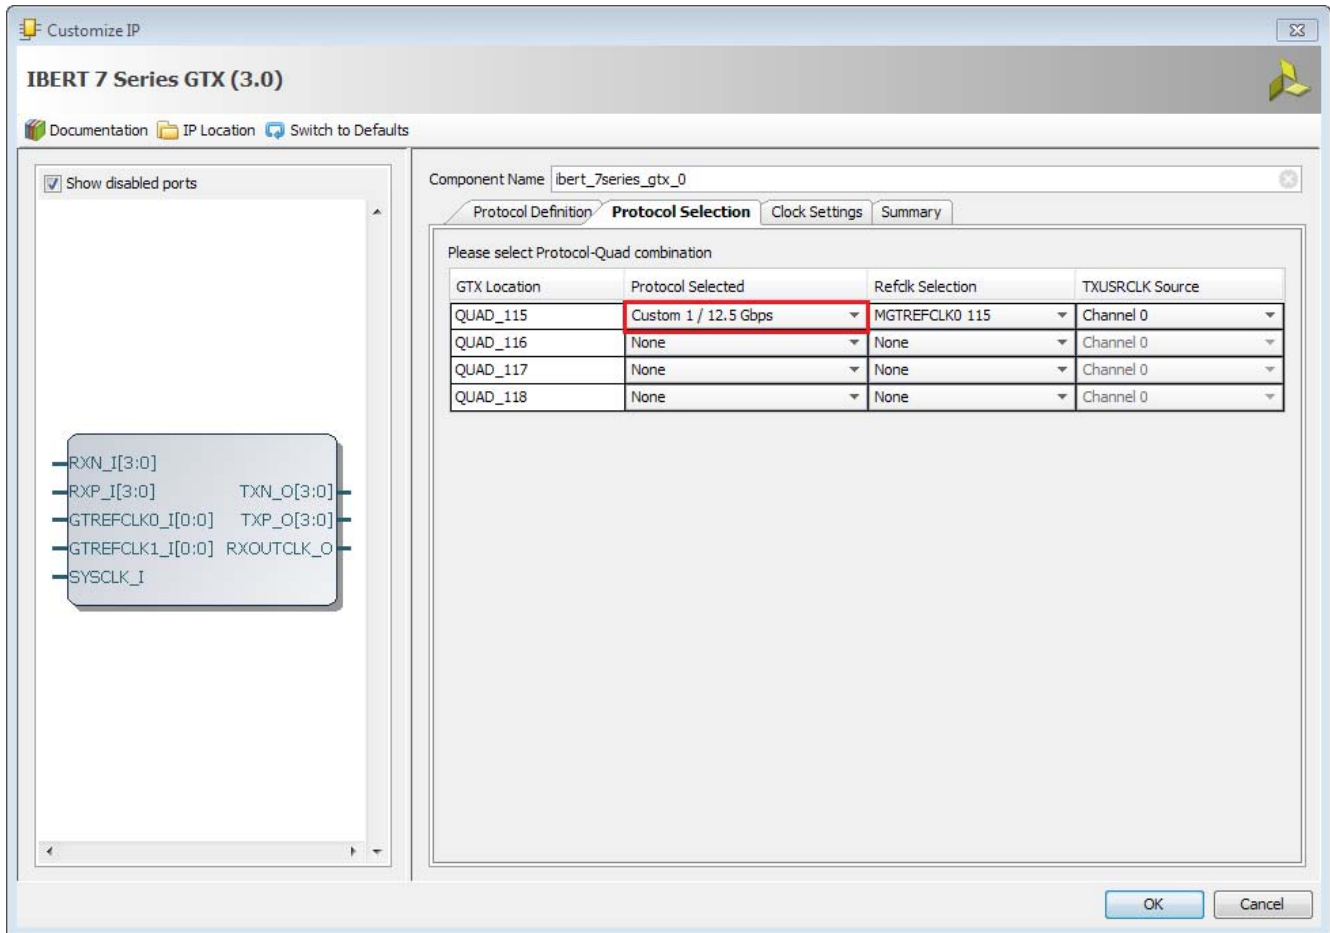 Customize IP
IBERT 7 Series GTX (3.0)
Documentation IP Location Switch to Defaults
Show disabled ports
RXN_I[3:0]
RXP_I[3:0] TXN_O[3:0]
GTREFCLK0_I[0:0] TXP_O[3:0]
GTREFCLK1_I[0:0] RXOUTCLK_O
SYSCLK_I
Component Name ibert_7series_gtx_0
Protocol Definition Protocol Selection Clock Settings Summary
Please select Protocol-Quad combination
GTX Location Protocol Selected Refclk Selection TXUSRCLK Source
QUAD_115 Custom 1 / 12.5 Gbps MGTREFCLK0 115 Channel 0
QUAD_116 None None Channel 0
QUAD_117 None None Channel 0
QUAD_118 None None Channel 0
OK Cancel